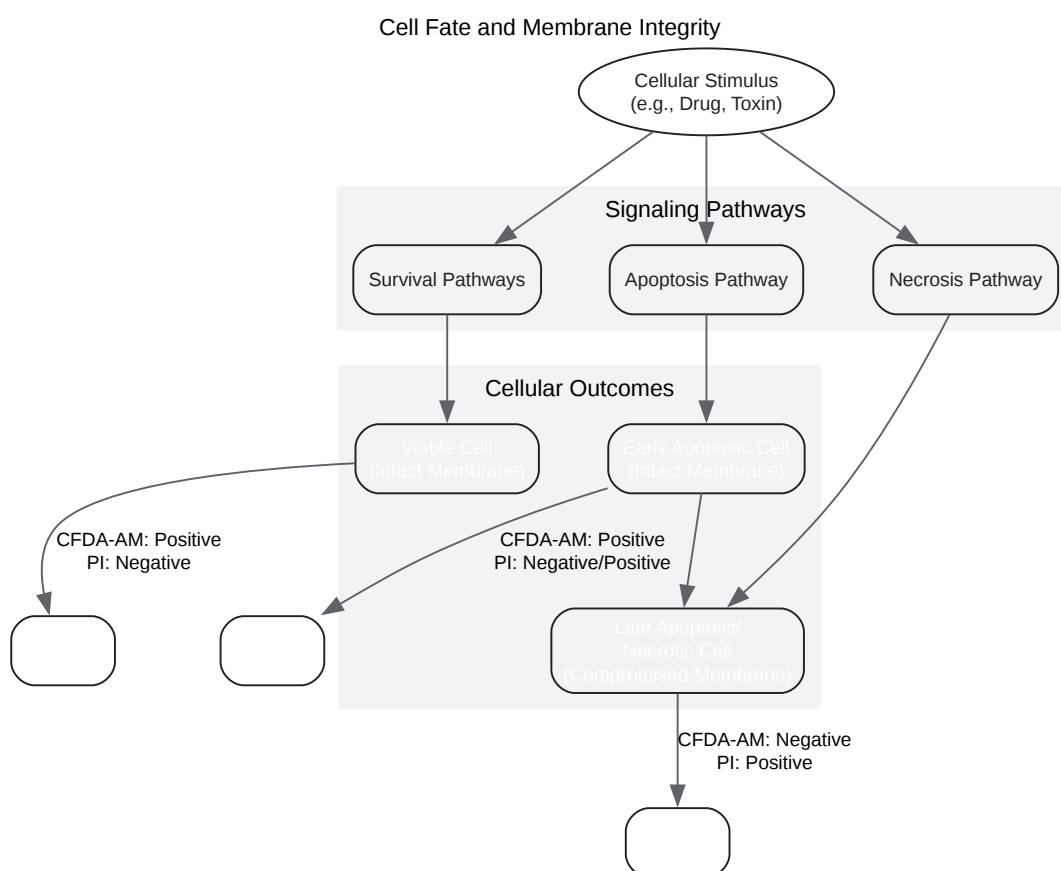 Cell Fate and Membrane Integrity
Cellular Stimulus
(e.g., Drug, Toxin)
Signaling Pathways
Survival Pathways
Apoptosis Pathway
Necrosis Pathway
Cellular Outcomes
Viable Cell
(Intact Membrane)
Early Apoptotic Cell
(Intact Membrane)
CFDA-AM: Positive
PI: Negative
CFDA-AM: Positive
PI: Negative/Positive
Late Apoptotic/
Necrotic Cell
(Compromised Membrane)
CFDA-AM: Negative
PI: Positive